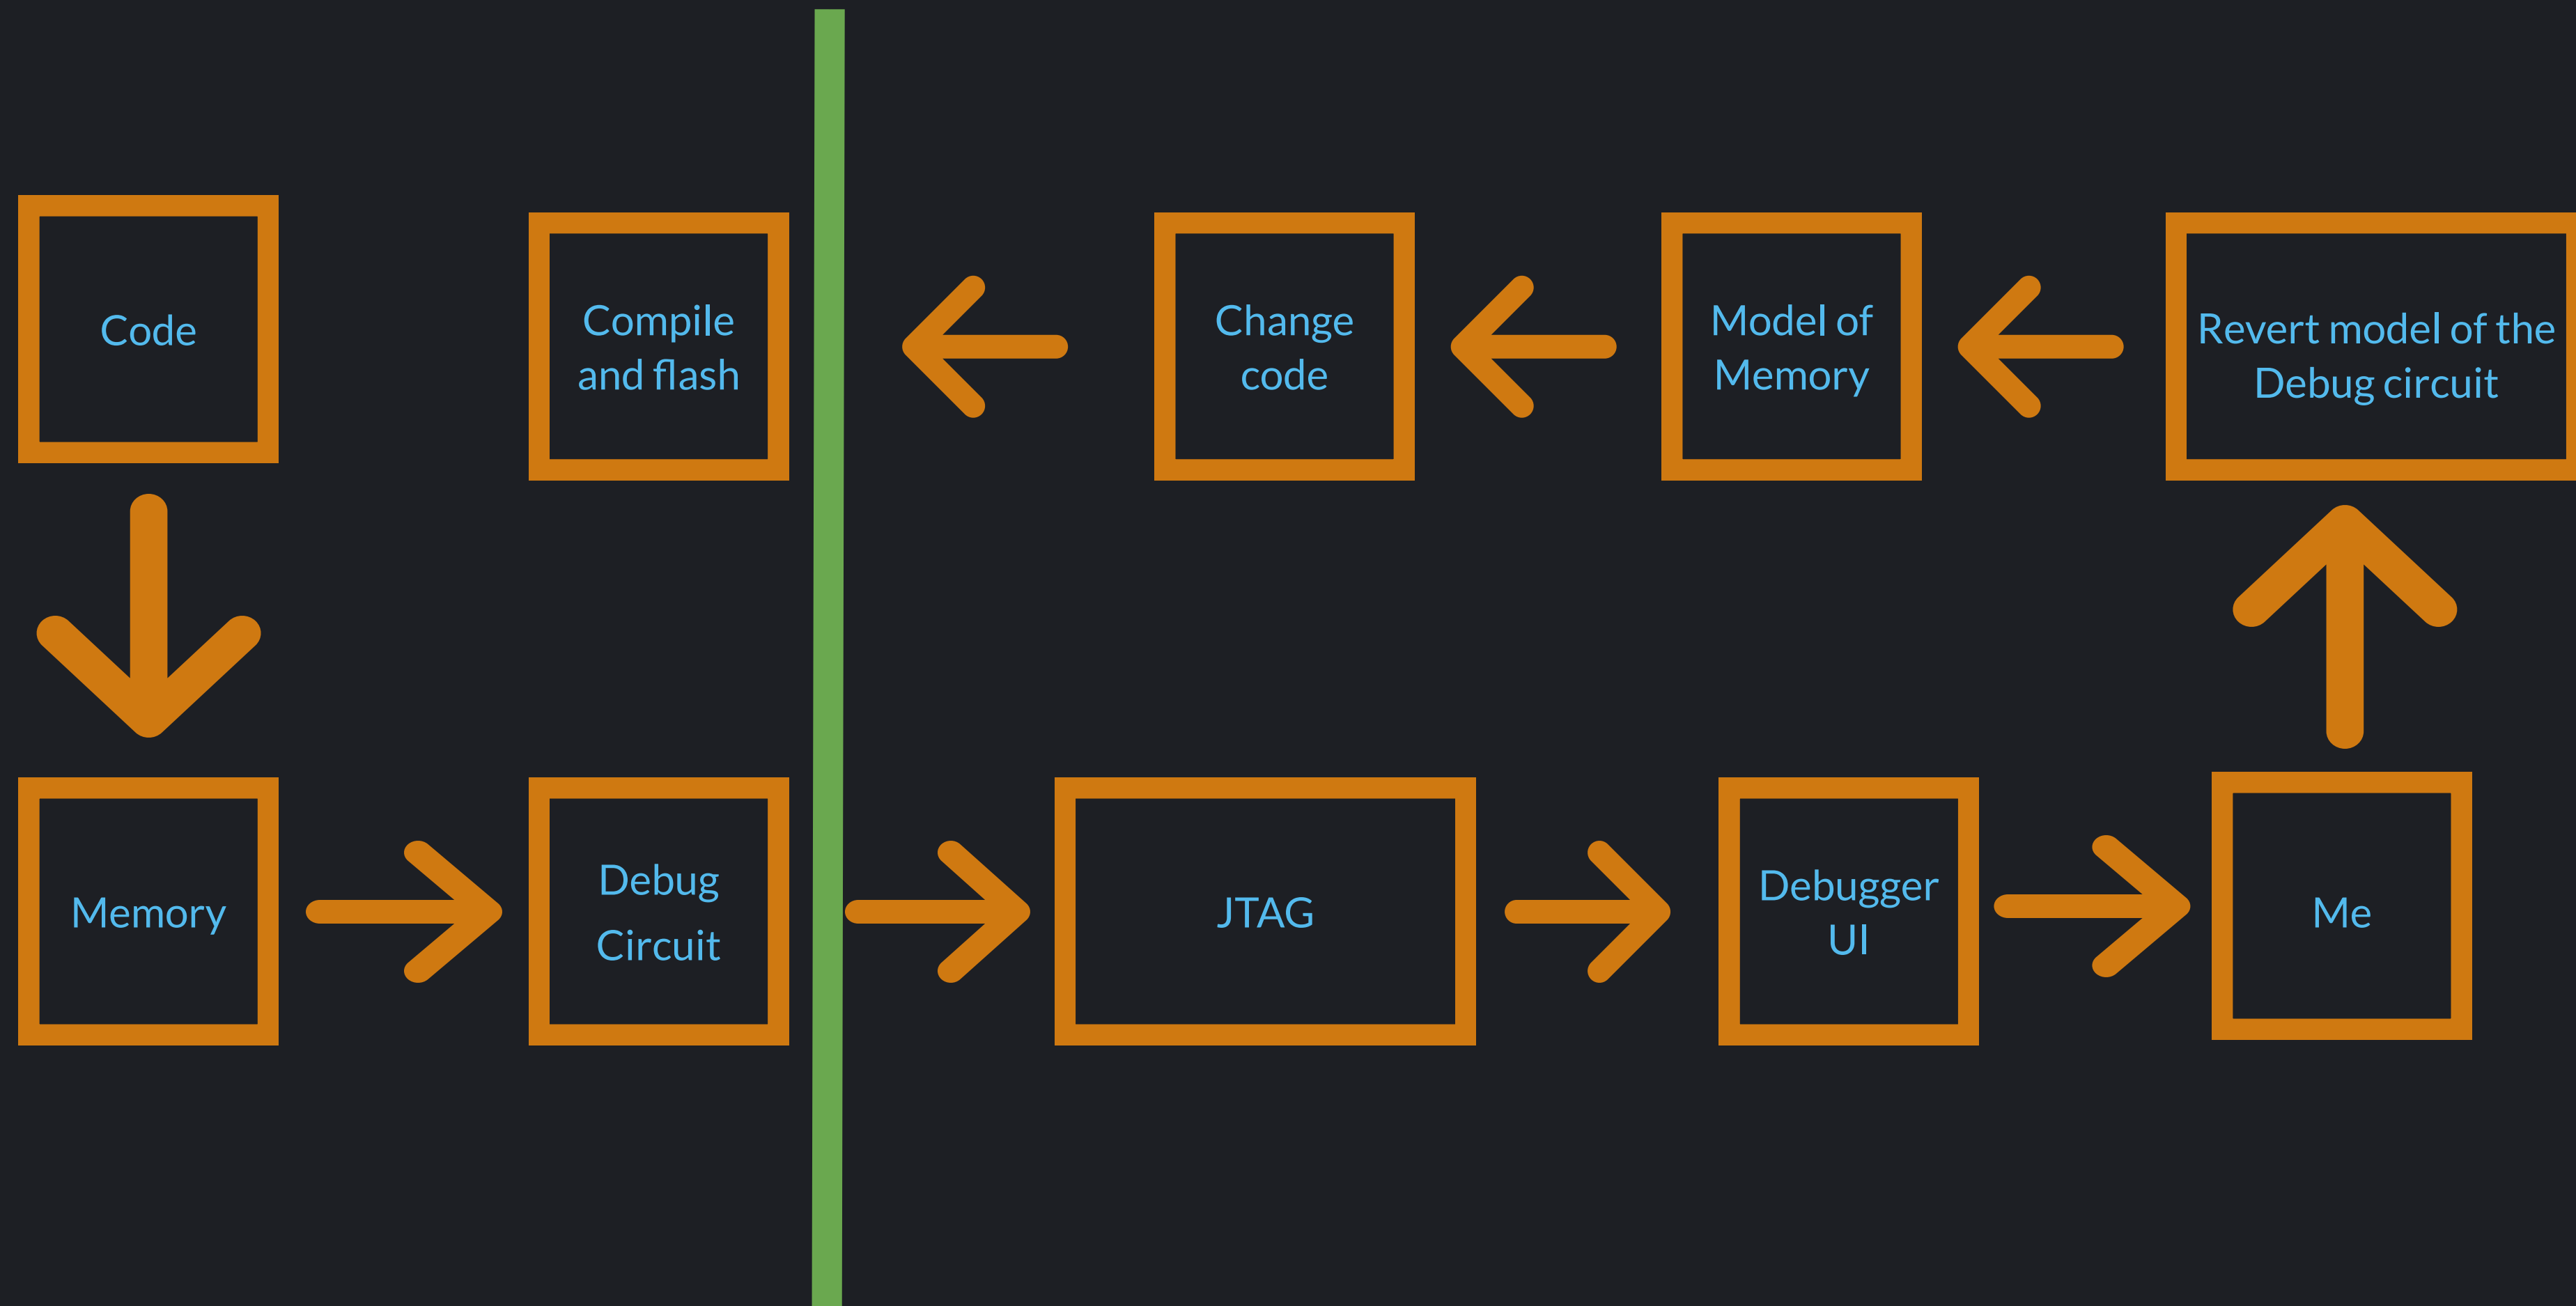 Code
Compile
and flash
Change
code
Model of
Memory
Revert model of the
Debug circuit
Memory
Debug
Circuit
JTAG
Debugger
UI
Me